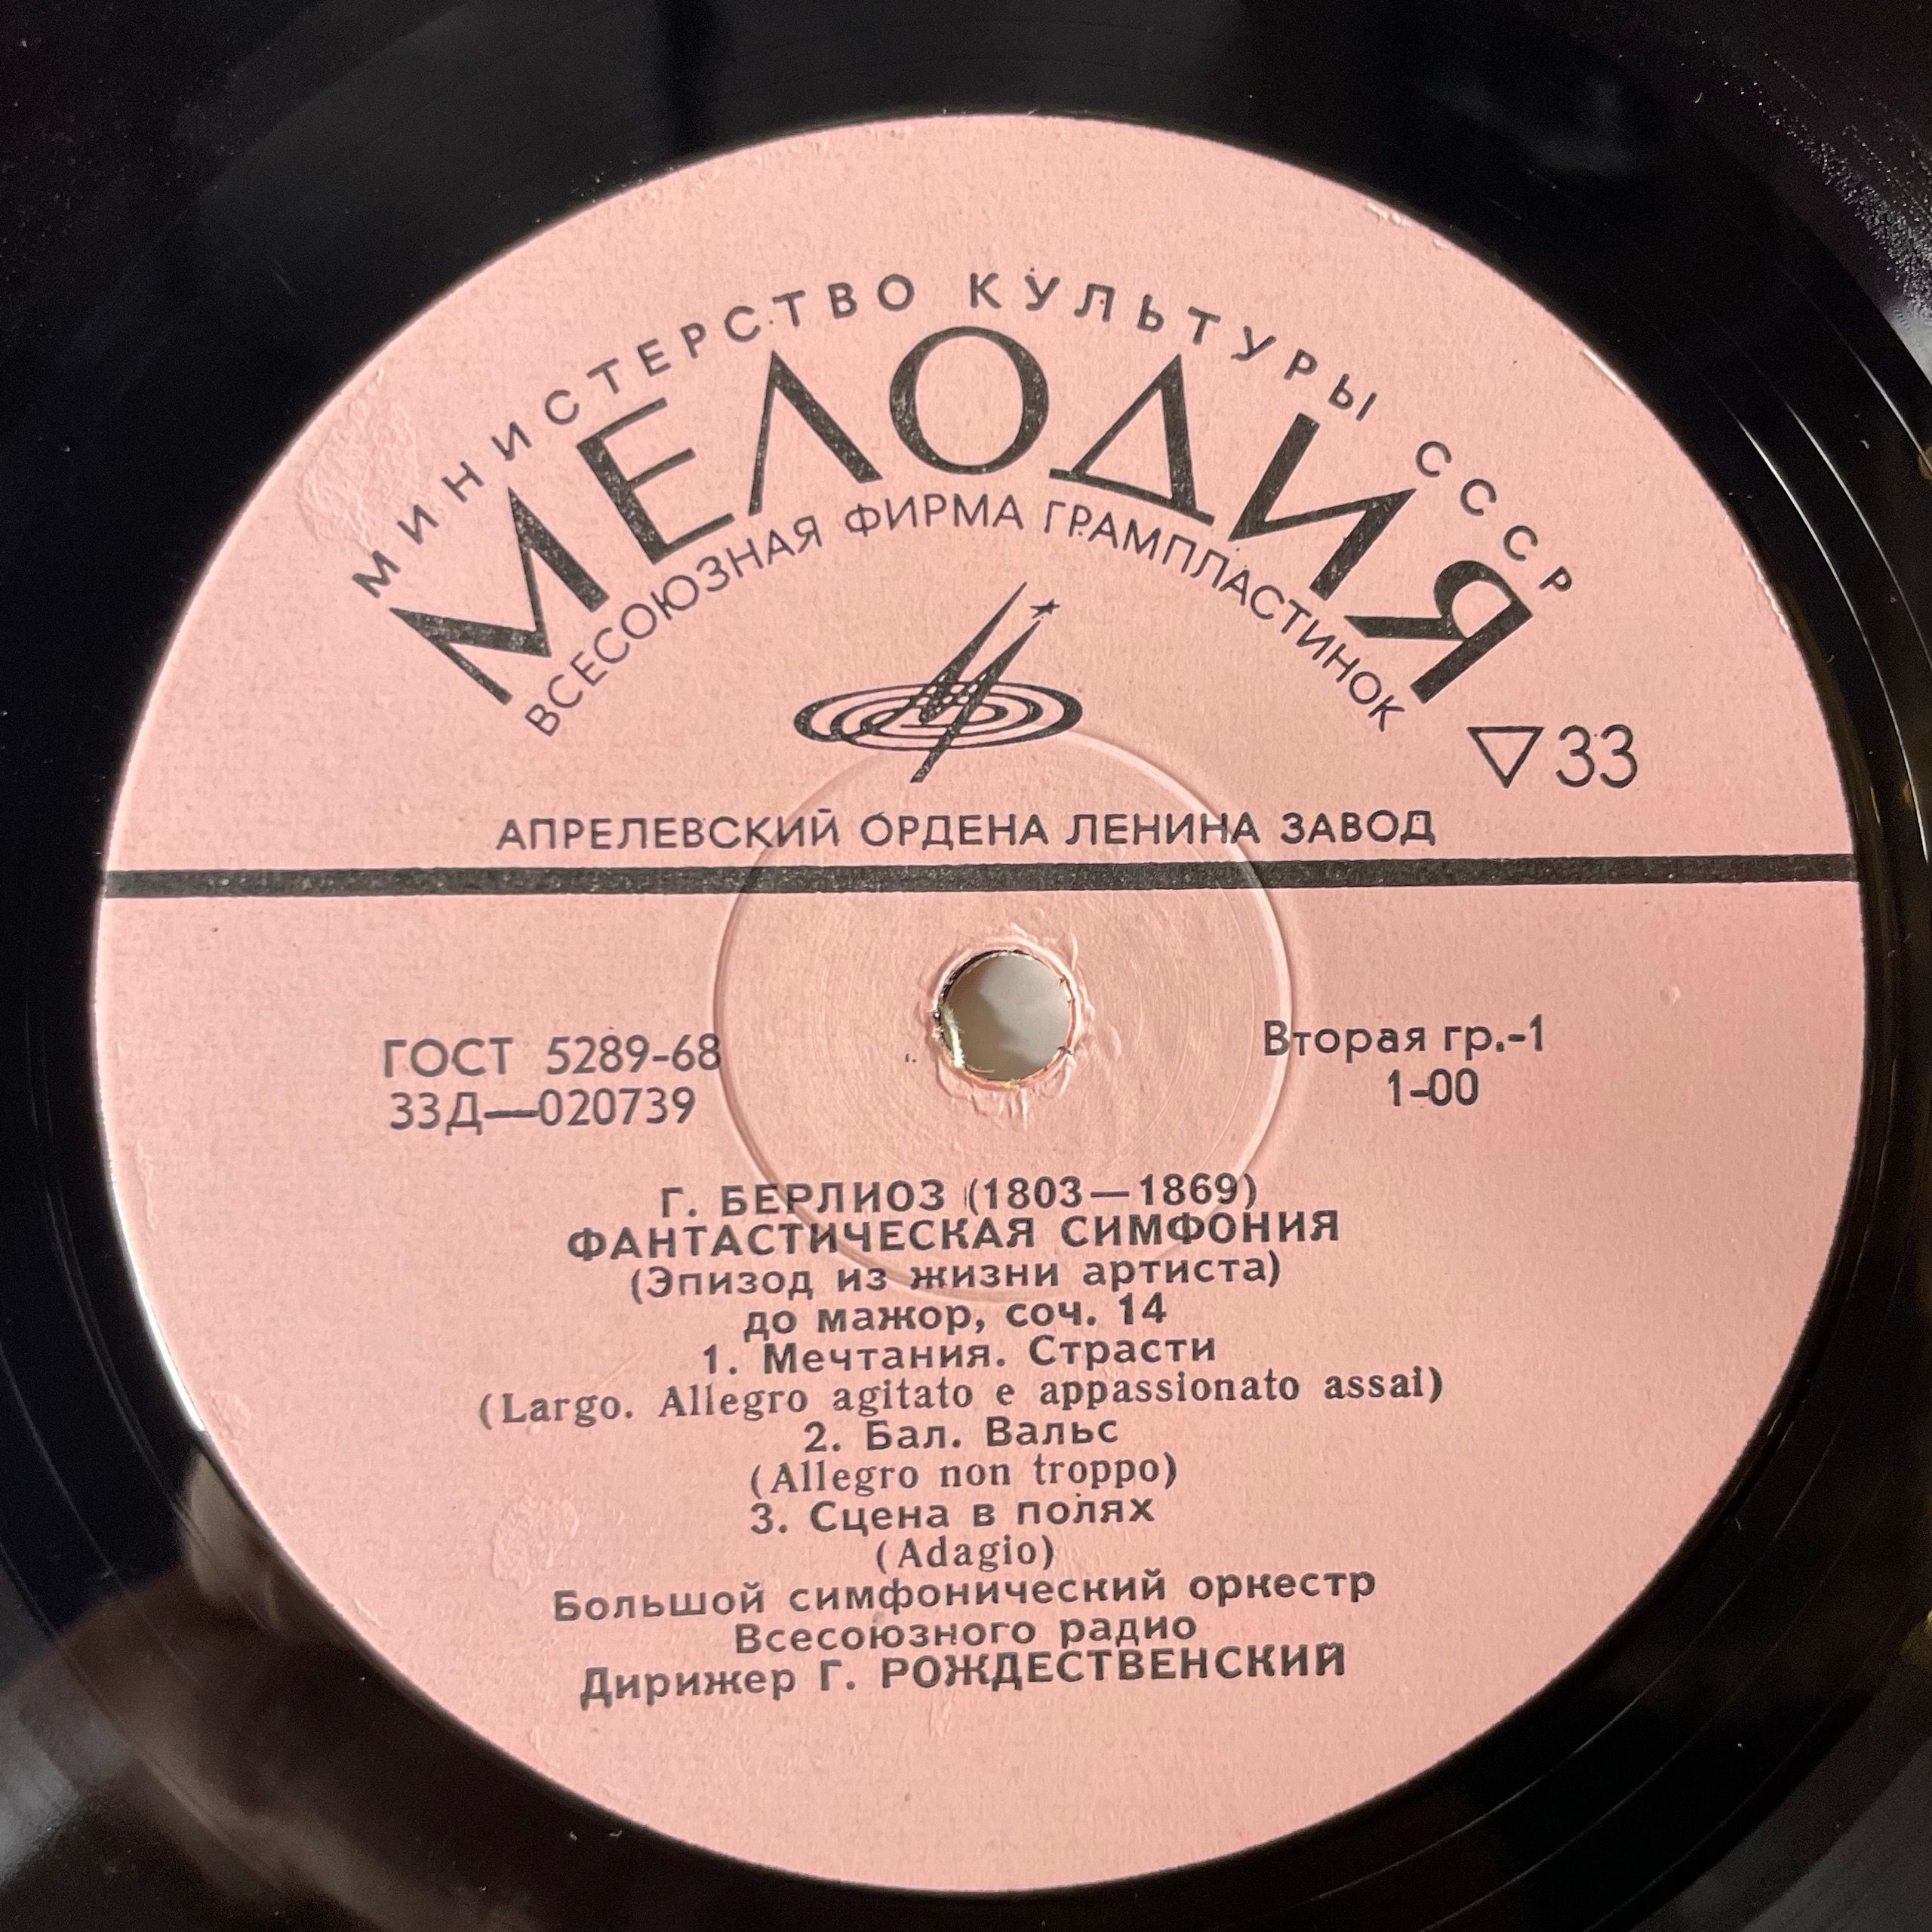 МИНИСТЕРСТВО КУЛЬТУРЫ СССР
МЕЛОДИЯ
ВСЕСОЮЗНАЯ ФИРМА ГРАМПЛАСТИНОК
▽33
АПРЕЛЕВСКИЙ ОРДЕНА ЛЕНИНА ЗАВОД
ГОСТ 5289-68
33Д—020739
Вторая гр.-1
1-00
Г. БЕРЛИОЗ (1803—1869)
ФАНТАСТИЧЕСКАЯ СИМФОНИЯ
(Эпизод из жизни артиста)
до мажор, соч. 14
1. Мечтания. Страсти
(Largo. Allegro agitato e appassionato assai)
2. Бал. Вальс
(Allegro non troppo)
3. Сцена в полях
(Adagio)
Большой симфонический оркестр
Всесоюзного радио
Дирижер Г. РОЖДЕСТВЕНСКИЙ